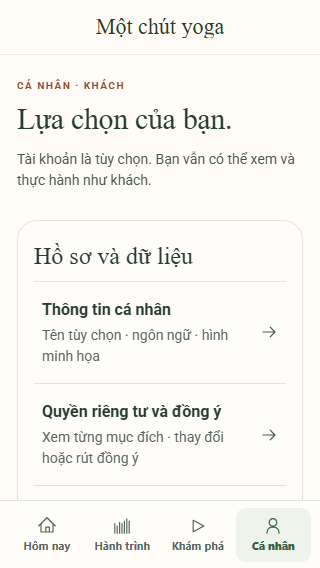 Một chút yoga
CÁ NHÂN · KHÁCH
Lựa chọn của bạn.
Tài khoản là tùy chọn. Bạn vẫn có thể xem và
thực hành như khách.
Hồ sơ và dữ liệu
Thông tin cá nhân
Tên tùy chọn · ngôn ngữ · hình
minh họa
Quyền riêng tư và đồng ý
Xem từng mục đích · thay đổi
hoặc rút đồng ý
Hôm nay
Hành trình
Khám phá
Cá nhân